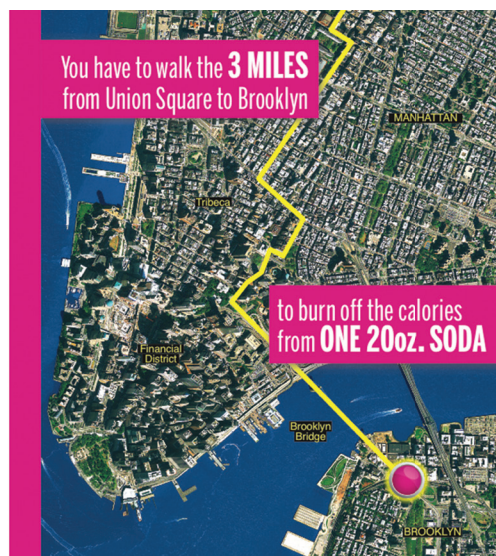 You have to walk the 3 MILES
from Union Square to Brooklyn
MANHATTAN
Tribeca
to burn off the calories
from ONE 20oz. SODA
Financial
District
Brooklyn
Bridge
BROOKLYN